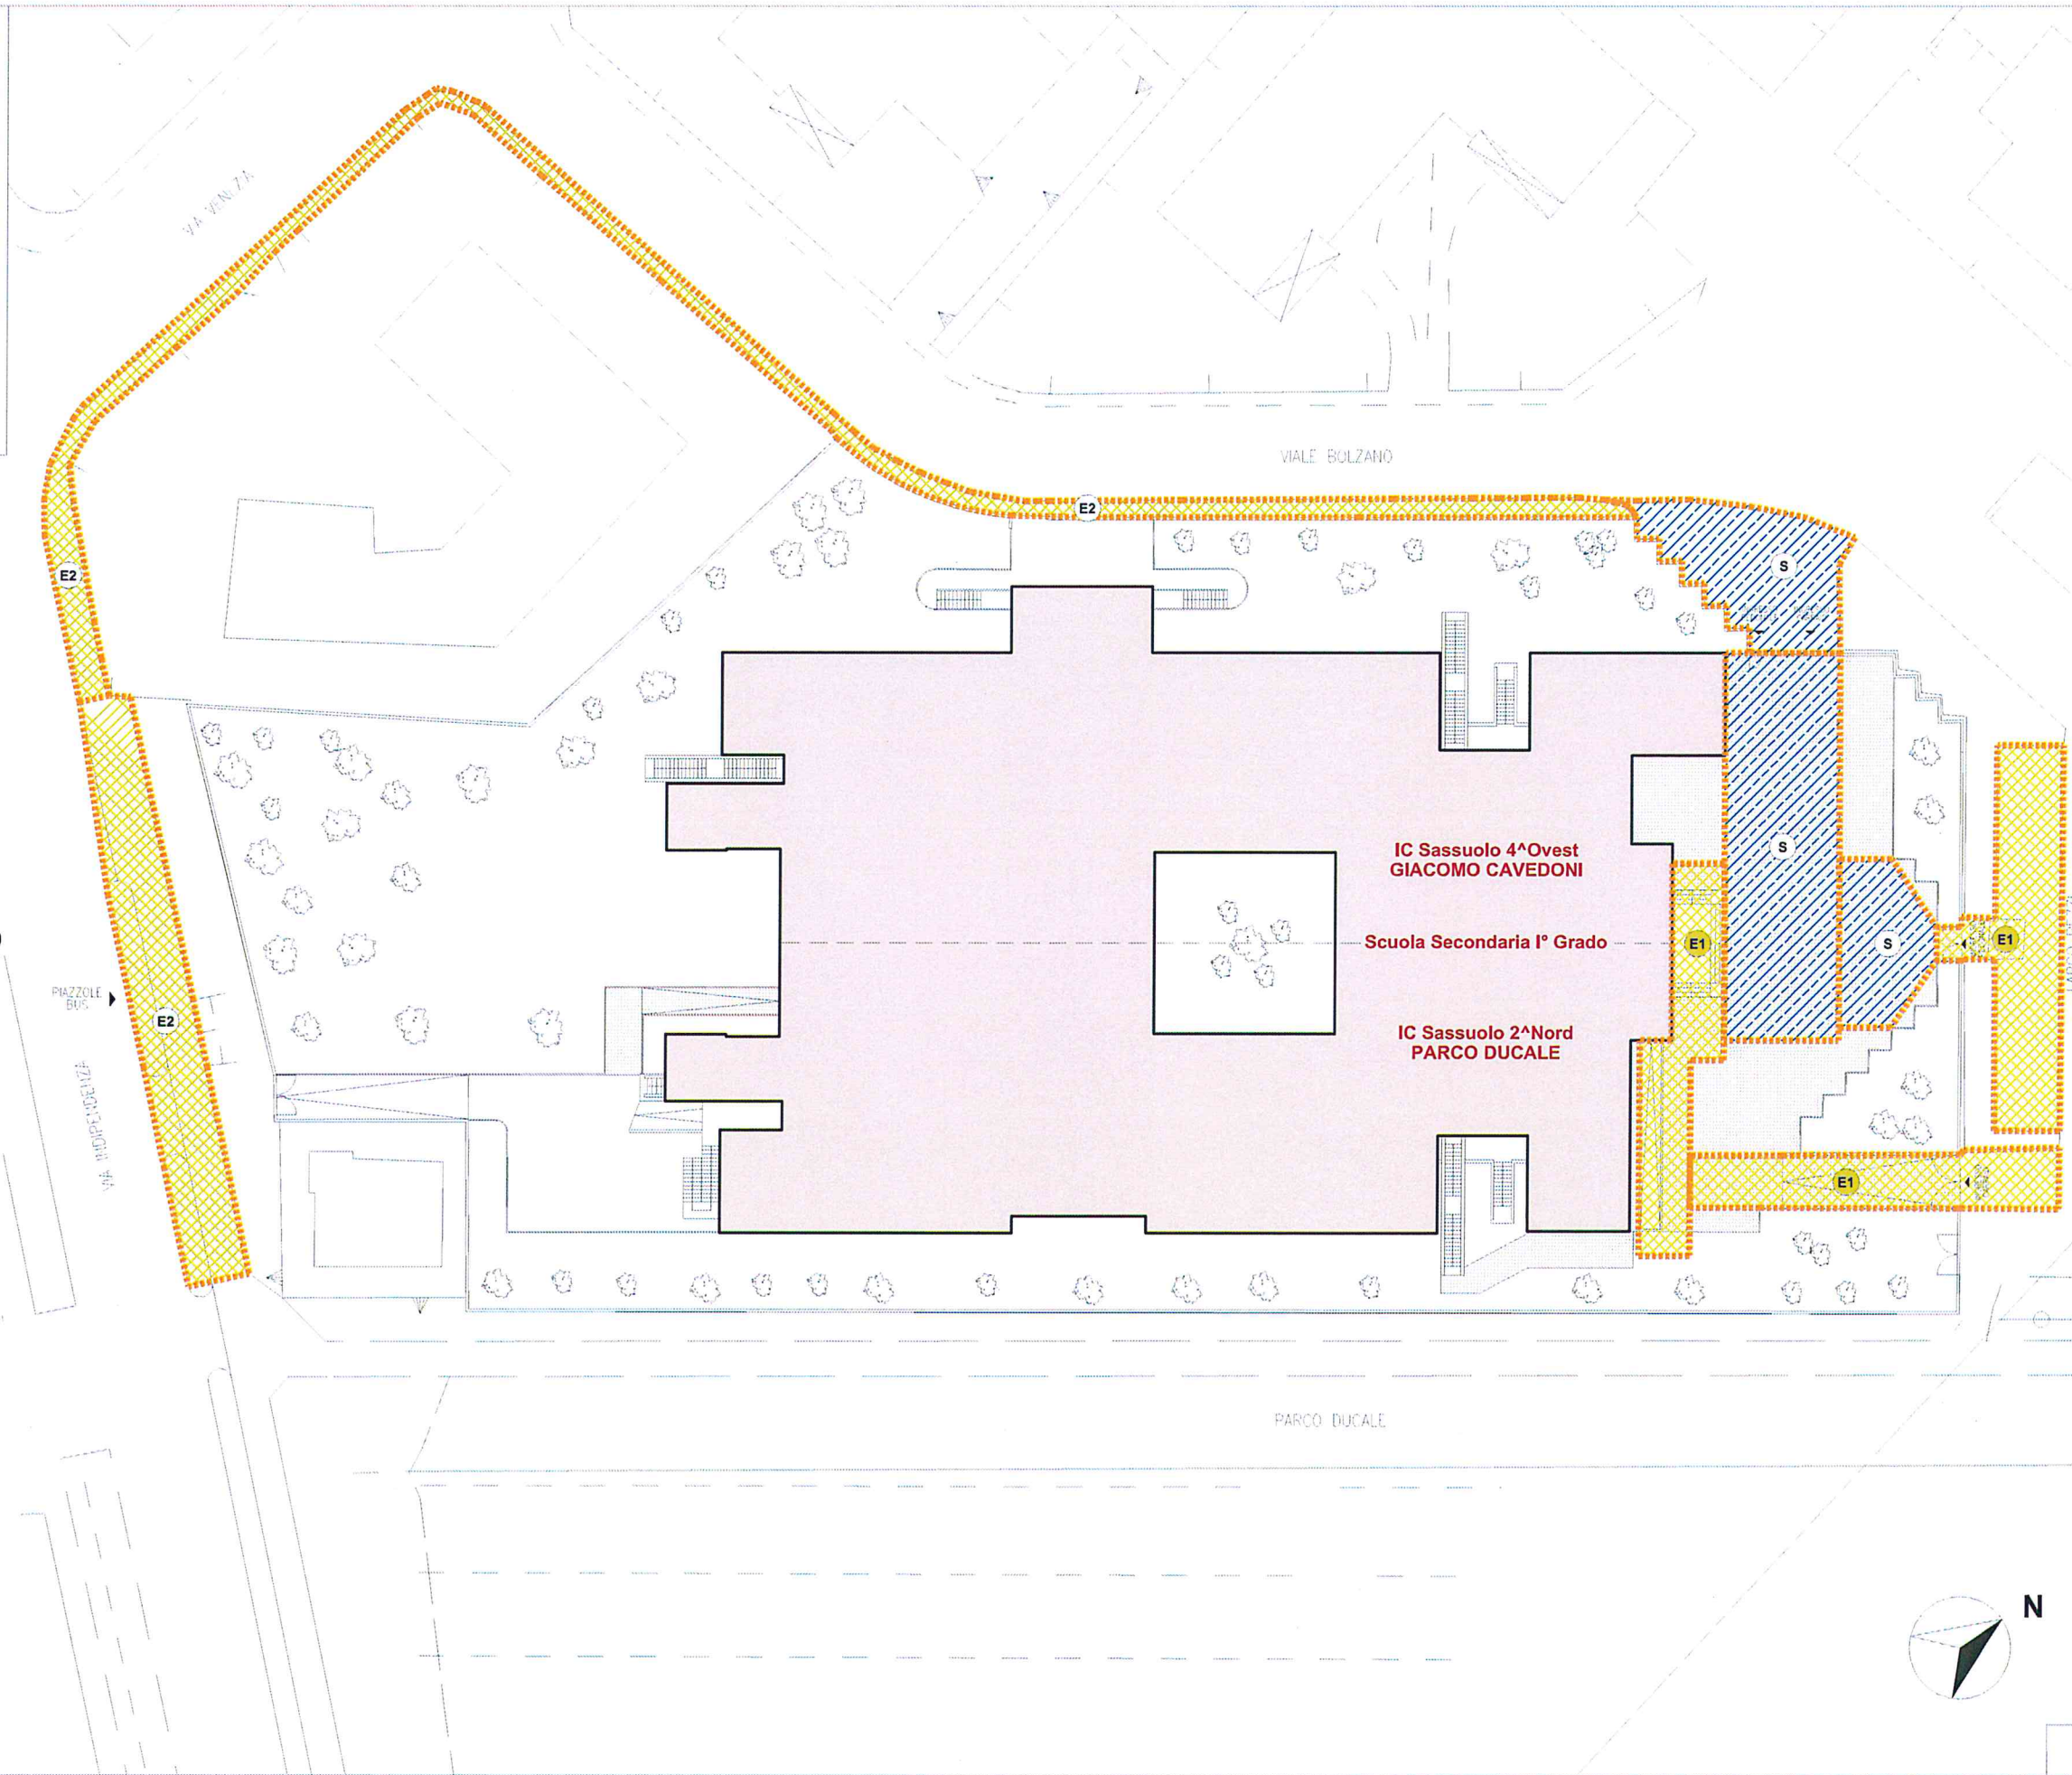 VIA VENEZIA
VIALE BOLZANO
E2
S
E2
IC Sassuolo 4^Ovest
GIACOMO CAVEDONI
S
Scuola Secondaria I° Grado
E1
S
E1
PIAZZOLE
BUS
E2
IC Sassuolo 2^Nord
PARCO DUCALE
VIA INDIPENDENZA
E1
PARCO DUCALE
N